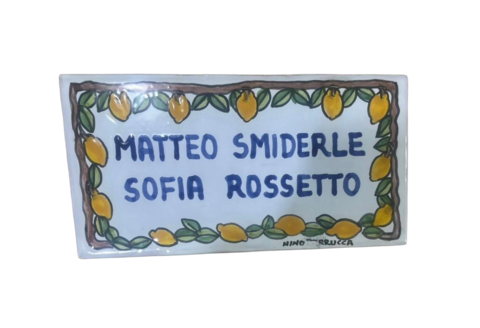 MATTEO SMIDERLE
SOFIA ROSSETTO
NINO